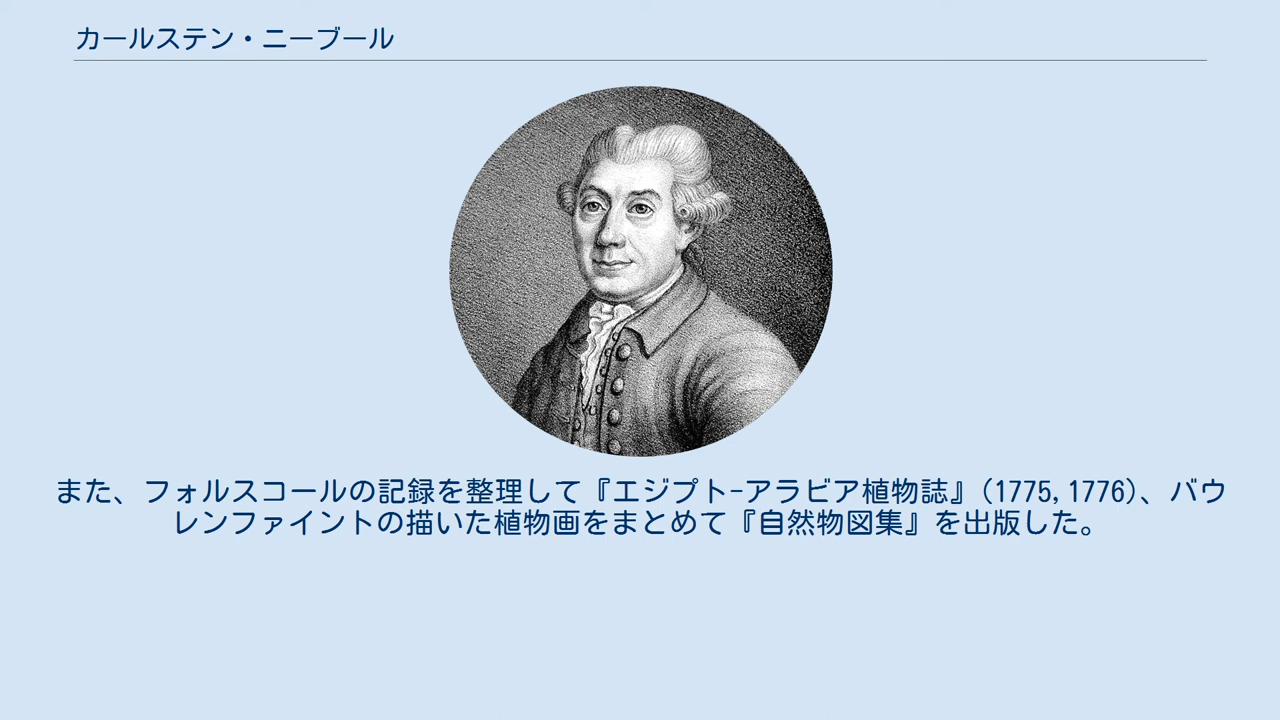 カールステン・ニーブール
また、フォルスコールの記録を整理して『エジプト-アラビア植物誌』(1775,1776)、バウ
レンファイントの描いた植物画をまとめて『自然物図集』を出版した。